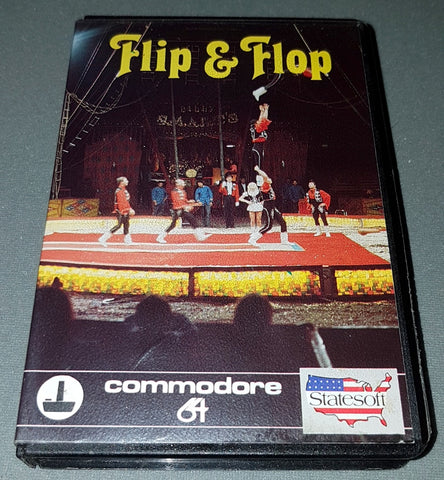 Flip & Flop
commodore
64
Statesoft